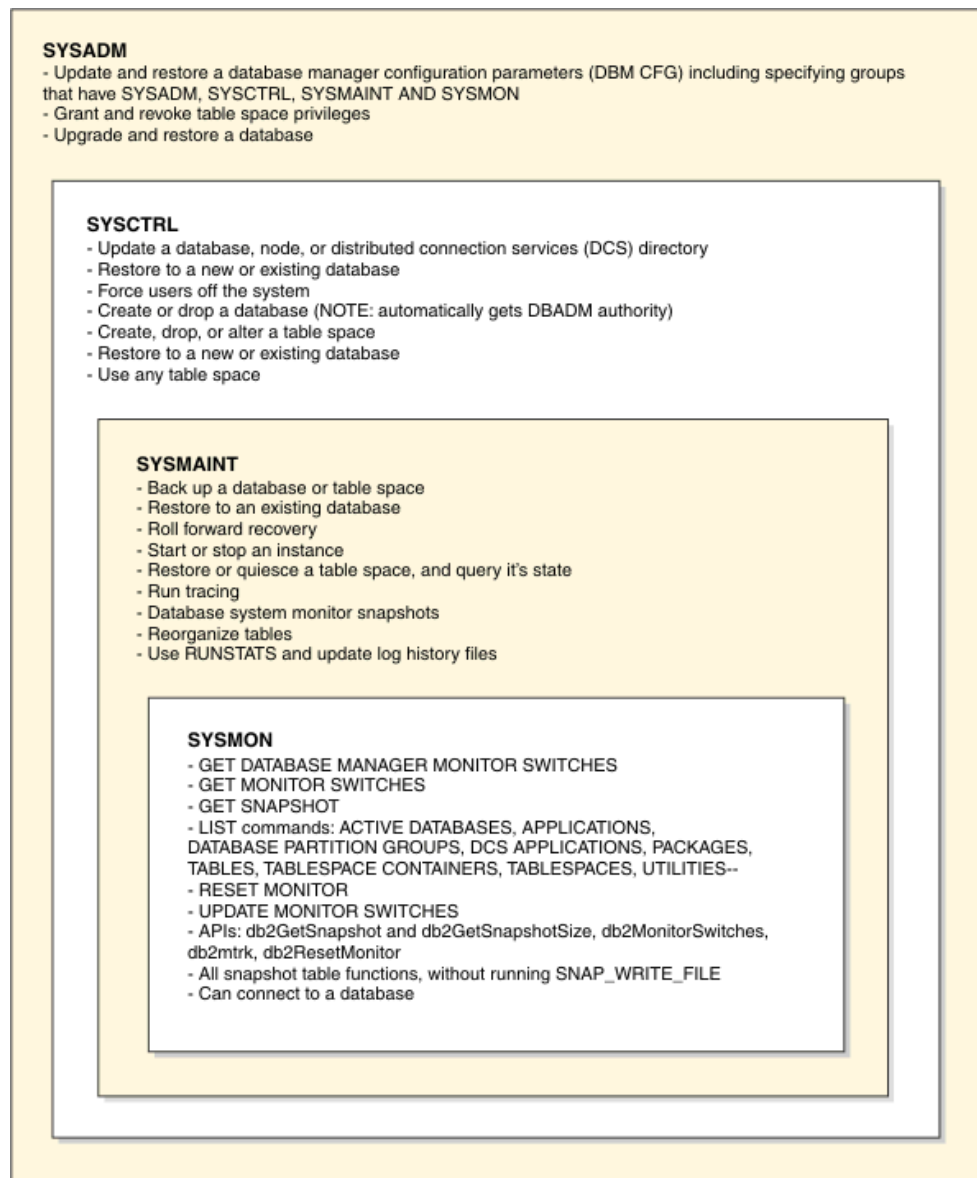 SYSADM
- Update and restore a database manager configuration parameters (DBM CFG) including specifying groups
that have SYSADM, SYSCTRL, SYSMAINT AND SYSMON
- Grant and revoke table space privileges
- Upgrade and restore a database
SYSCTRL
- Update a database, node, or distributed connection services (DCS) directory
- Restore to a new or existing database
- Force users off the system
- Create or drop a database (NOTE: automatically gets DBADM authority)
- Create, drop, or alter a table space
- Restore to a new or existing database
- Use any table space
SYSMAINT
- Back up a database or table space
- Restore to an existing database
- Roll forward recovery
- Start or stop an instance
- Restore or quiesce a table space, and query it's state
- Run tracing
- Database system monitor snapshots
- Reorganize tables
- Use RUNSTATS and update log history files
SYSMON
- GET DATABASE MANAGER MONITOR SWITCHES
- GET MONITOR SWITCHES
- GET SNAPSHOT
- LIST commands: ACTIVE DATABASES, APPLICATIONS,
DATABASE PARTITION GROUPS, DCS APPLICATIONS, PACKAGES,
TABLES, TABLESPACE CONTAINERS, TABLESPACES, UTILITIES--
- RESET MONITOR
- UPDATE MONITOR SWITCHES
- APIs: db2GetSnapshot and db2GetSnapshotSize, db2MonitorSwitches,
db2mtrk, db2ResetMonitor
- All snapshot table functions, without running SNAP_WRITE_FILE
- Can connect to a database